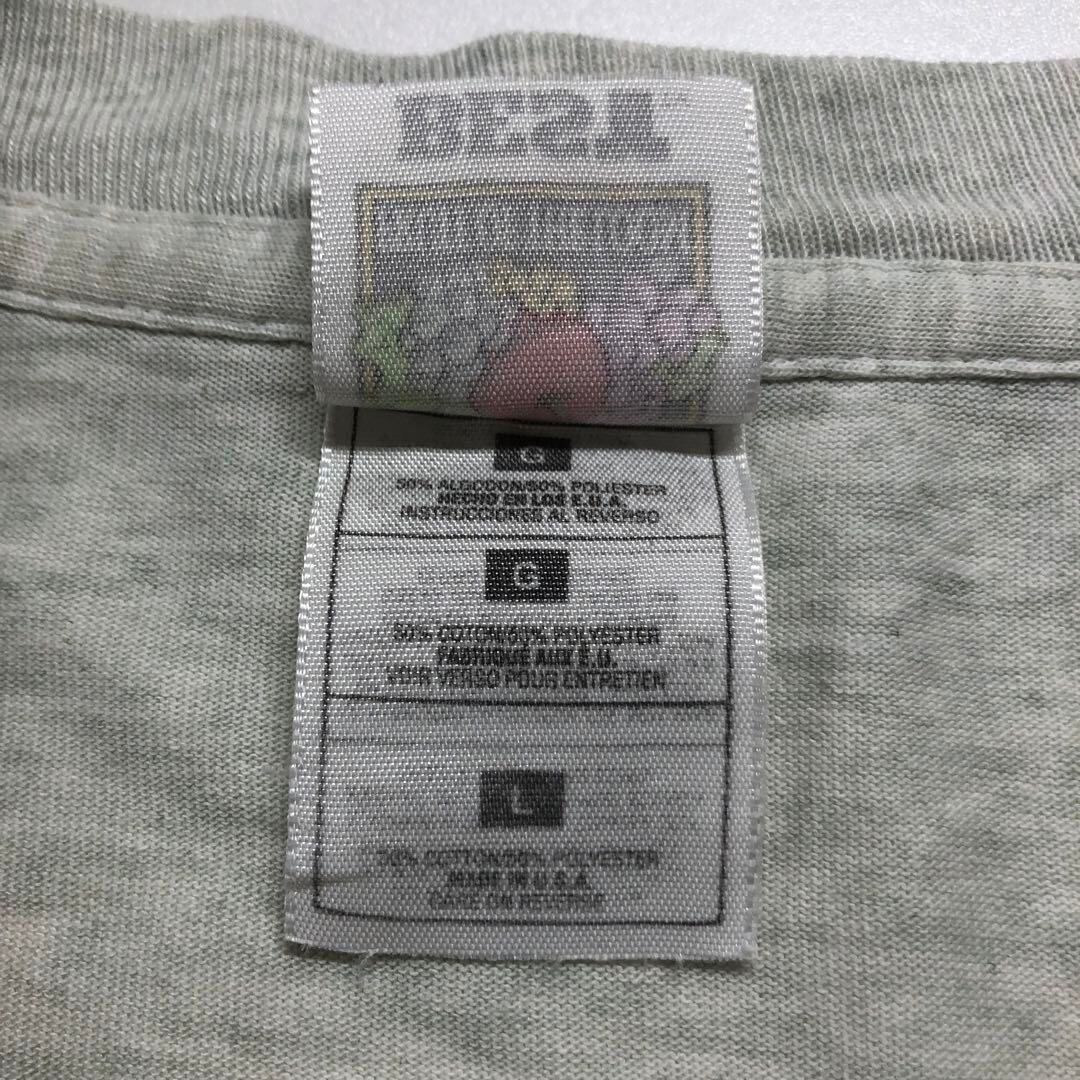 BEST
G
50% ALGODON/50% POLIESTER
HECHO EN LOS E.U.A.
INSTRUCCIONES AL REVERSO
G
50% COTON/50% POLYESTER
FABRIQUE AUX E.U.
VOIR VERSO POUR ENTRETIEN
L
50% COTTON/50% POLYESTER
MADE IN U.S.A.
CARE ON REVERSE